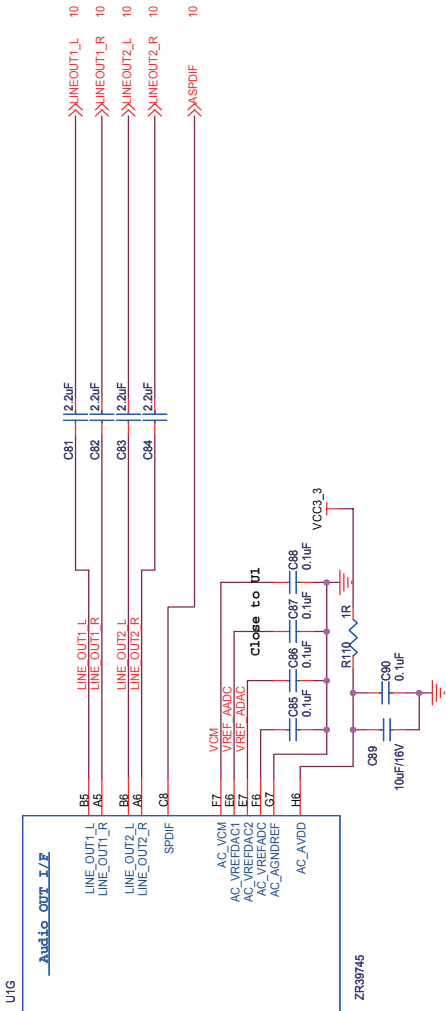 LINEOUT1_L 10
LINEOUT1_R 10
LINEOUT2_L 10
LINEOUT2_R 10
ASPDIF 10
C81 2.2uF
C82 2.2uF
C83 2.2uF
C84 2.2uF
VCC3_3
Close to U1
C88 0.1uF
C87 0.1uF
C86 0.1uF
C85 0.1uF
R110 1R
C90 0.1uF
C89 10uF/16V
LINE_OUT1_L
LINE_OUT1_R
LINE_OUT2_L
LINE_OUT2_R
VCM
VREF_AADC
VREF_ADAC
B5
A5
B6
A6
C8
F7
E6
E7
F6
G7
H6
U1G
Audio OUT I/F
LINE_OUT1_L
LINE_OUT1_R
LINE_OUT2_L
LINE_OUT2_R
SPDIF
AC_VCM
AC_VREFDAC1
AC_VREFDAC2
AC_VREFADC
AC_AGNDREF
AC_AVDD
ZR39745